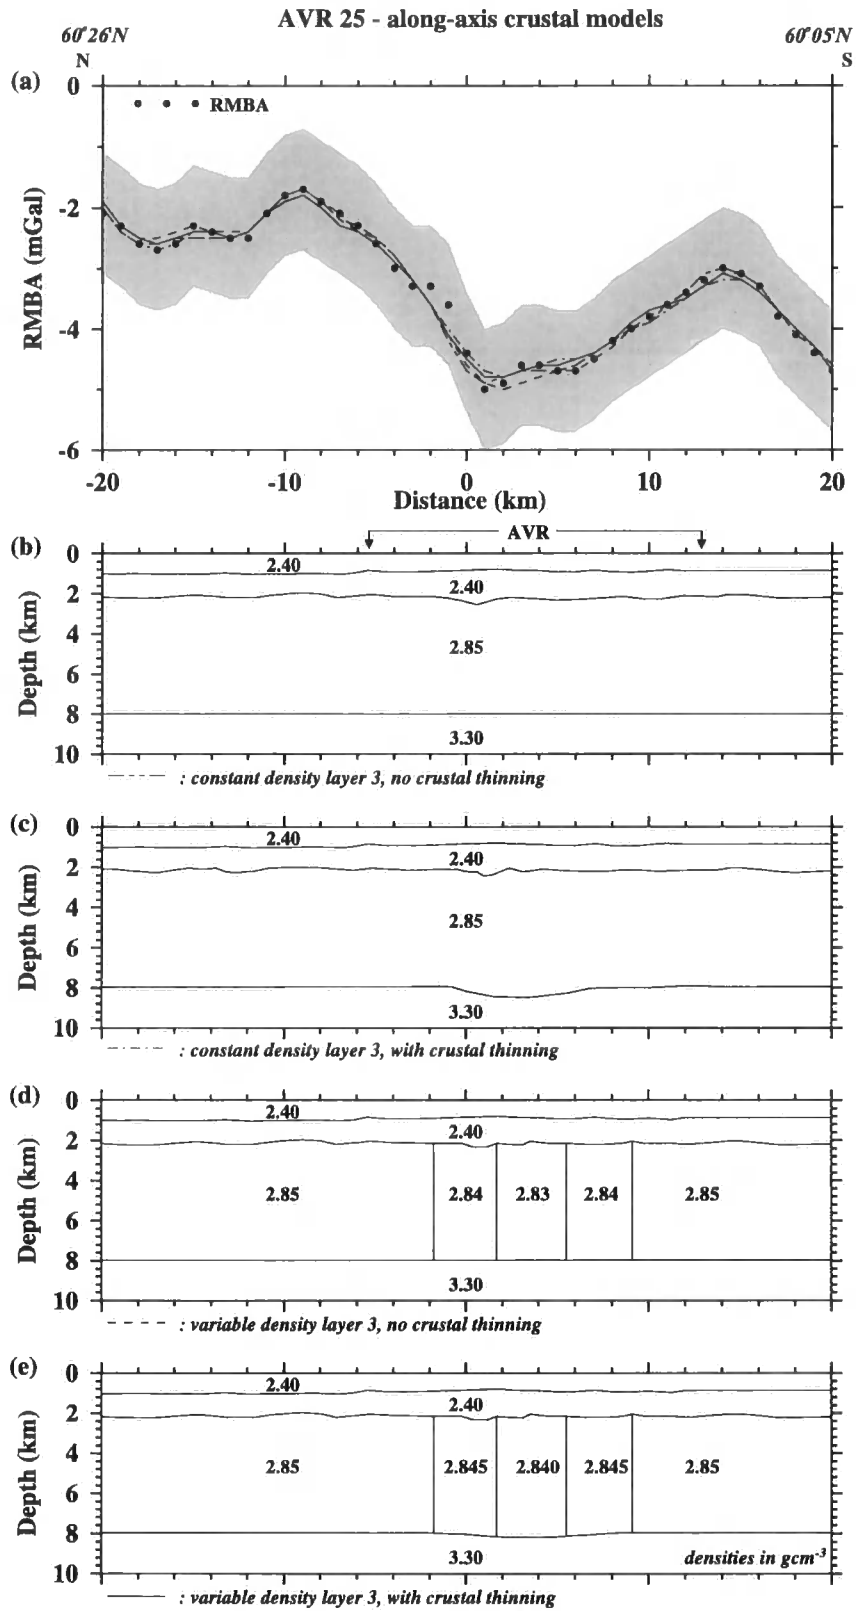 AVR 25 - along-axis crustal models
60°26'N
60°05'N
N
S
(a)
0
-2
-4
-6
RMBA (mGal)
RMBA
-20
-10
0
10
20
Distance (km)
AVR
(b)
0
2
4
6
8
10
Depth (km)
2.40
2.40
2.85
3.30
: constant density layer 3, no crustal thinning
(c)
0
2
4
6
8
10
Depth (km)
2.40
2.40
2.85
3.30
: constant density layer 3, with crustal thinning
(d)
0
2
4
6
8
10
Depth (km)
2.40
2.40
2.85 2.84 2.83 2.84 2.85
3.30
: variable density layer 3, no crustal thinning
(e)
0
2
4
6
8
10
Depth (km)
2.40
2.40
2.85 2.845 2.840 2.845 2.85
3.30
densities in gcm-3
: variable density layer 3, with crustal thinning